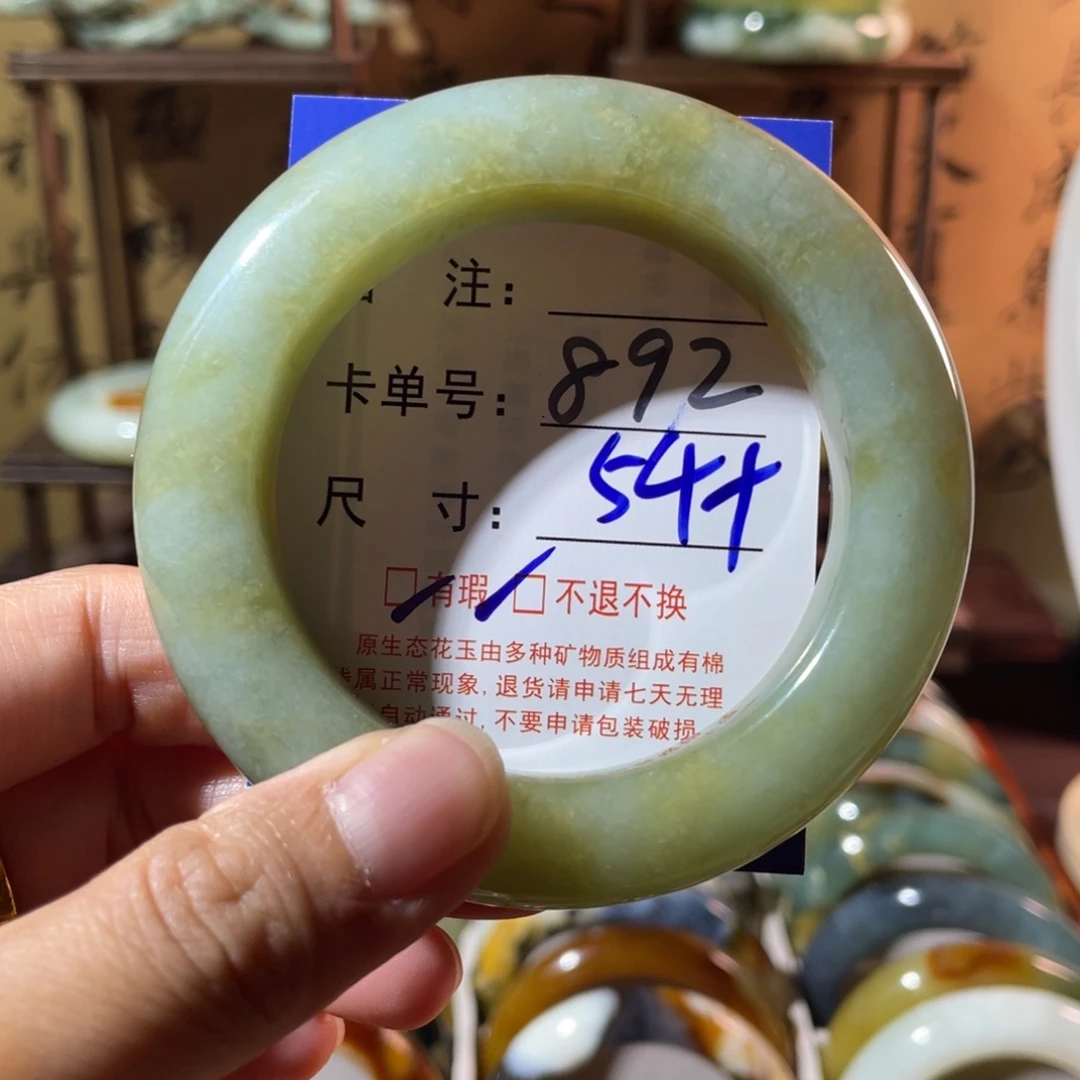 注：
卡单号：892
尺 寸：54+
□有瑕 □不退不换
原生态花玉由多种矿物质组成有棉
属正常现象，退货请申请七天无理
自动通过，不要申请包装破损